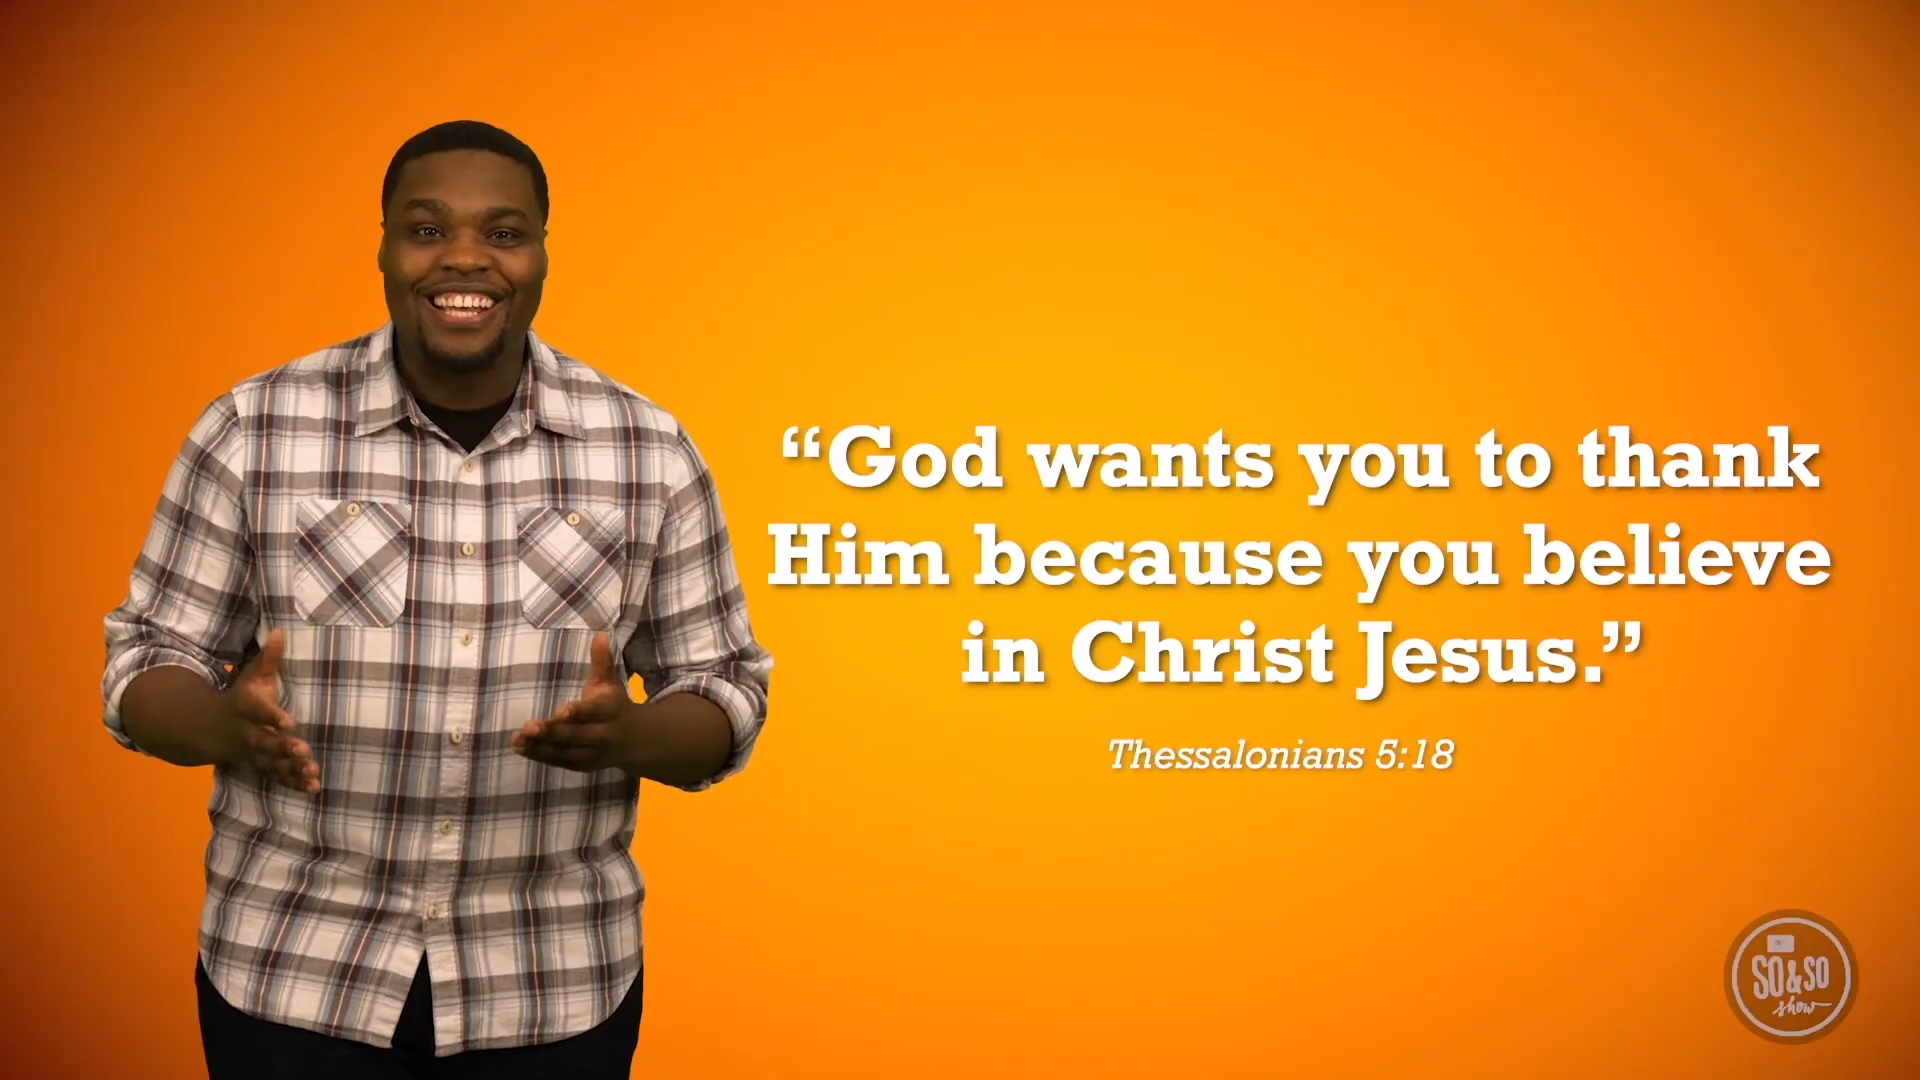 “God wants you to thank
Him because you believe
in Christ Jesus.”
Thessalonians 5:18
SO&SO
show